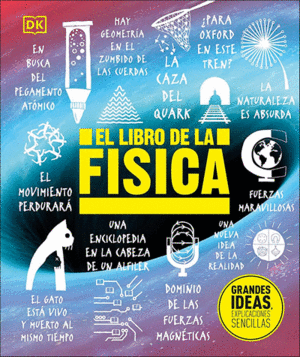 DK
EN
BUSCA
DEL
PEGAMENTO
ATÓMICO
HAY
GEOMETRÍA
EN EL
ZUMBIDO DE
LAS CUERDAS
¿PARA
OXFORD
EN ESTE
TREN?
LA
CAZA
DEL
QUARK
LA
NATURALEZA
ES ABSURDA
EL LIBRO DE LA
FISICA
EL
MOVIMIENTO
PERDURARÁ
FUERZAS
MARAVILLOSAS
UNA
ENCICLOPEDIA
EN LA CABEZA
DE UN ALFILER
UNA
NUEVA
IDEA
DE LA
REALIDAD
EL GATO
ESTÁ VIVO
Y MUERTO AL
MISMO TIEMPO
DOMINIO
DE LAS
FUERZAS
MAGNÉTICAS
GRANDES
IDEAS,
EXPLICACIONES
SENCILLAS